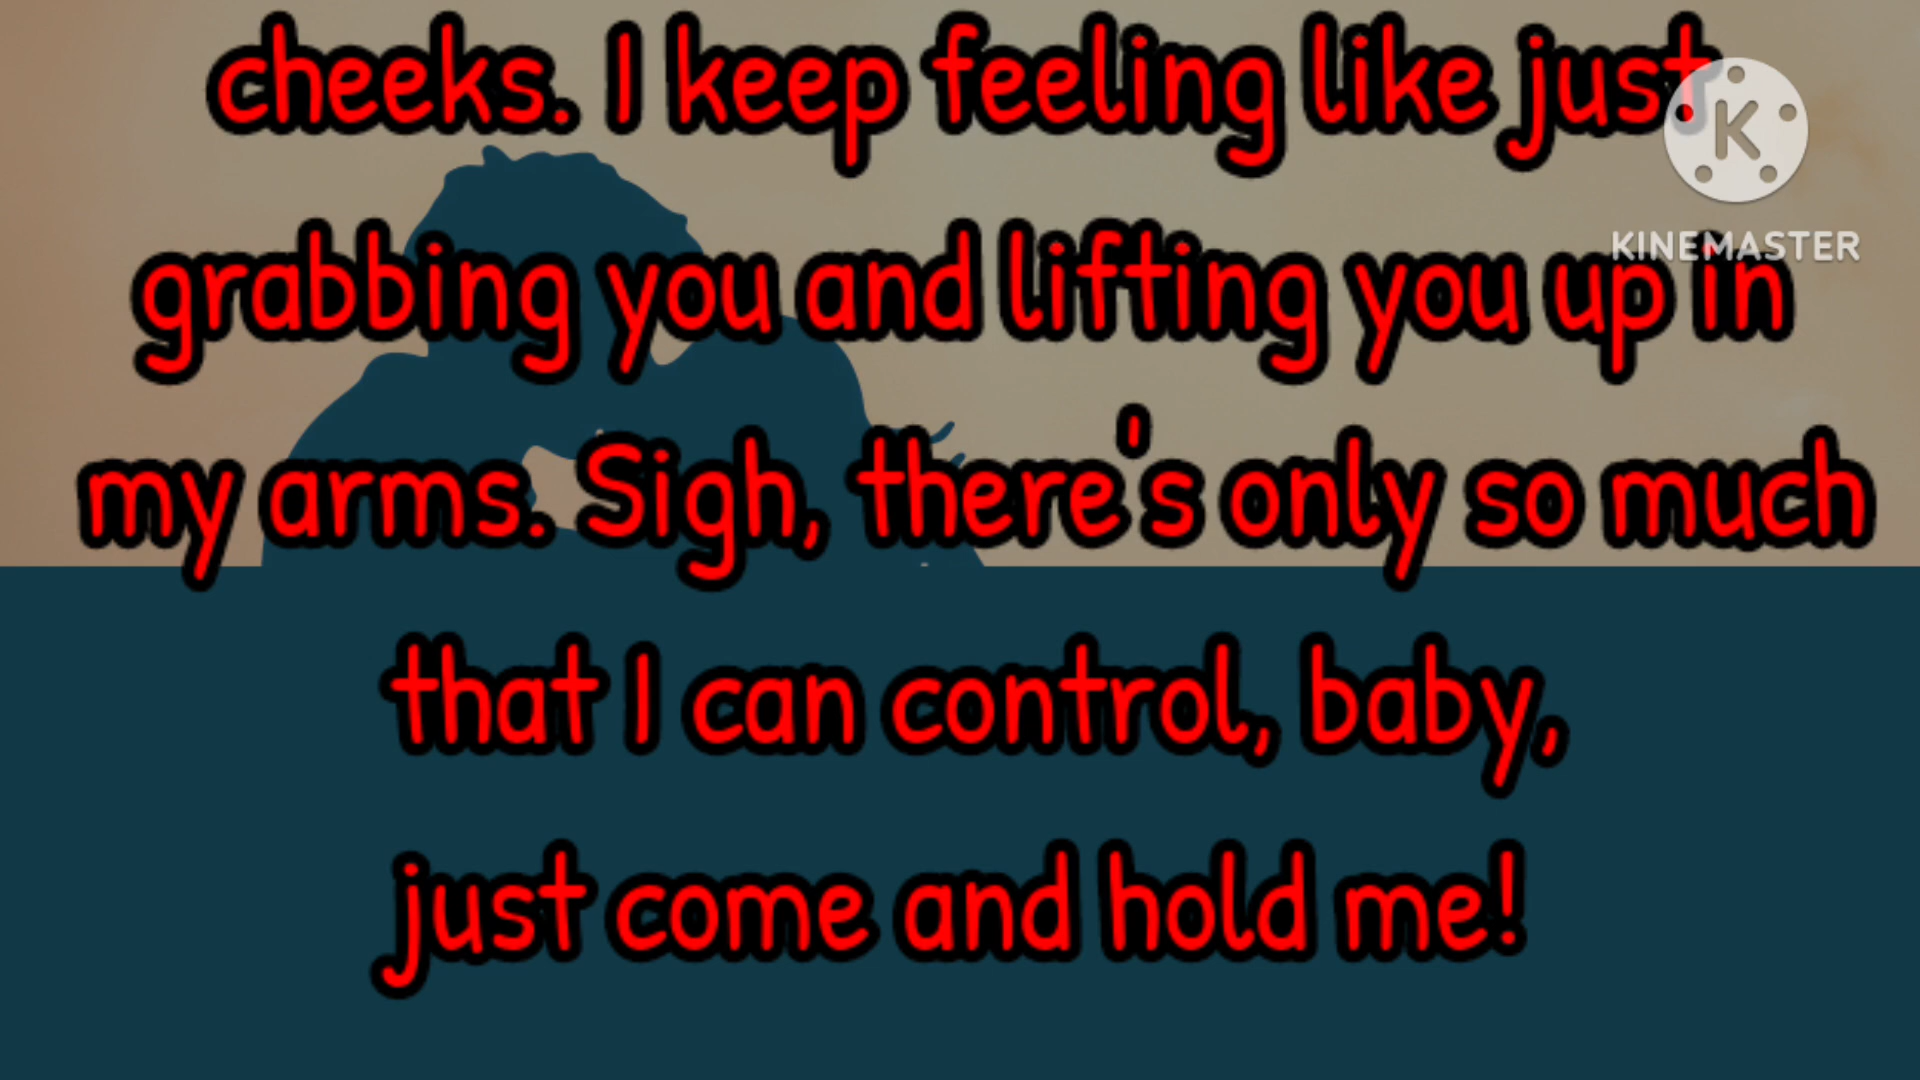 cheeks. I keep feeling like just
K
KINEMASTER
grabbing you and lifting you up in
my arms. Sigh, there's only so much
that I can control, baby,
just come and hold me!